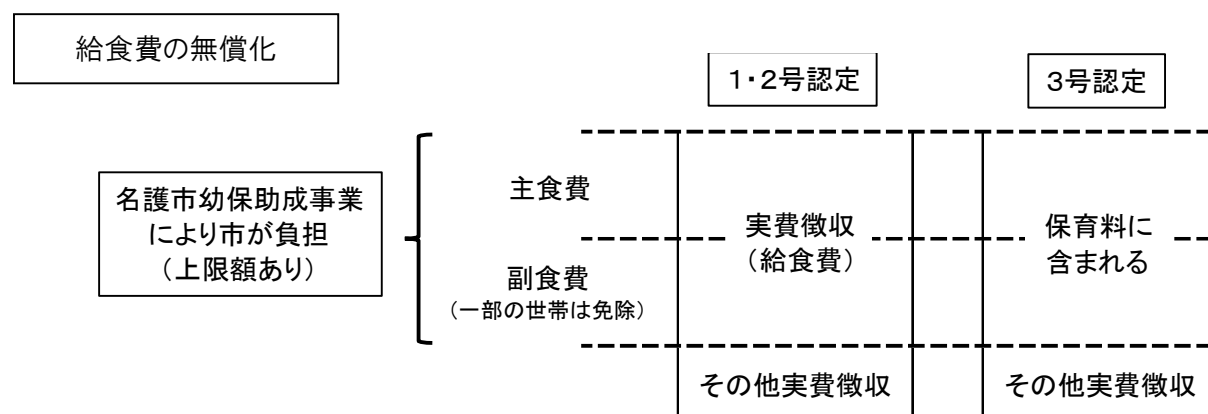 給食費の無償化
1・2号認定
3号認定
名護市幼保助成事業
により市が負担
（上限額あり）
主食費
副食費
（一部の世帯は免除）
実費徴収
（給食費）
保育料に
含まれる
その他実費徴収
その他実費徴収